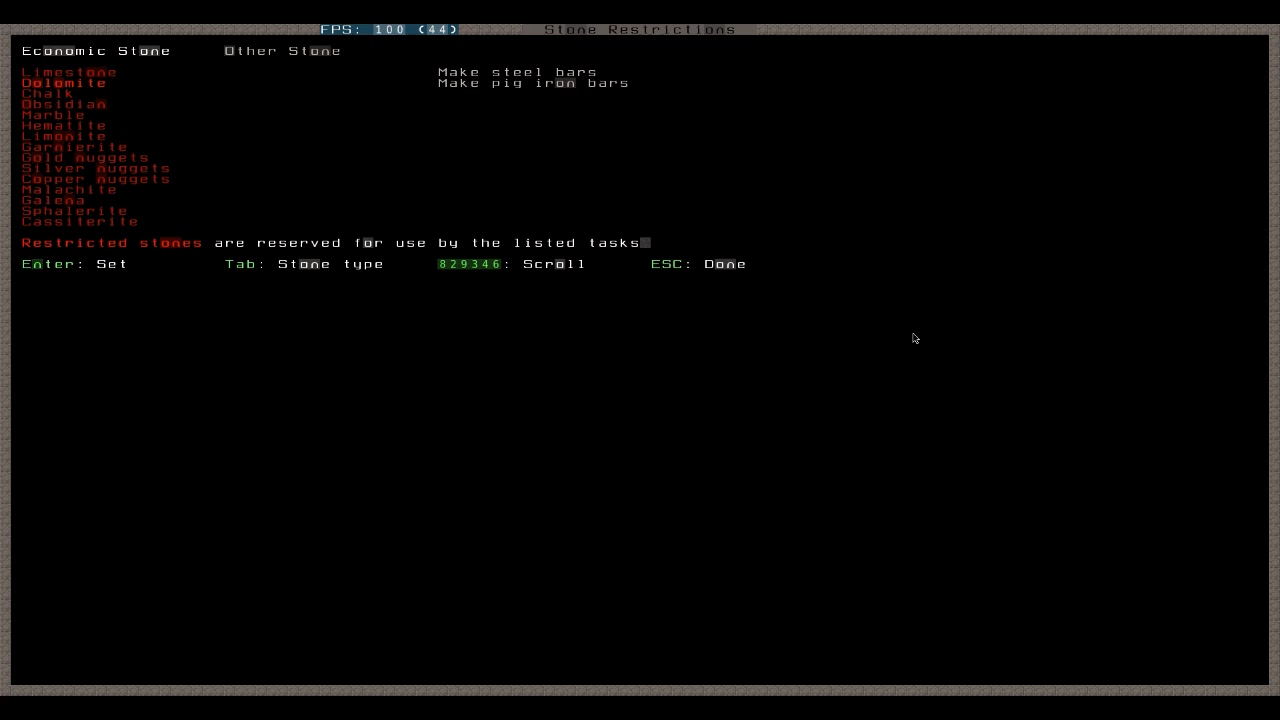 FPS: 100 (44) Stone Restrictions
Economic Stone Other Stone
Limestone Make steel bars
Dolomite Make pig iron bars
Chalk
Obsidian
Marble
Hematite
Limonite
Garnierite
Gold nuggets
Silver nuggets
Copper nuggets
Malachite
Galena
Sphalerite
Cassiterite
Restricted stones are reserved for use by the listed tasks.
Enter: Set Tab: Stone type 829346: Scroll ESC: Done